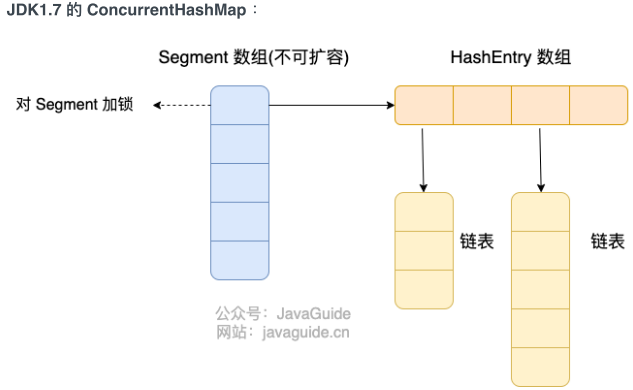 JDK1.7 的 ConcurrentHashMap：
Segment 数组(不可扩容)
HashEntry 数组
对 Segment 加锁
链表
链表
公众号：JavaGuide
网站：javaguide.cn